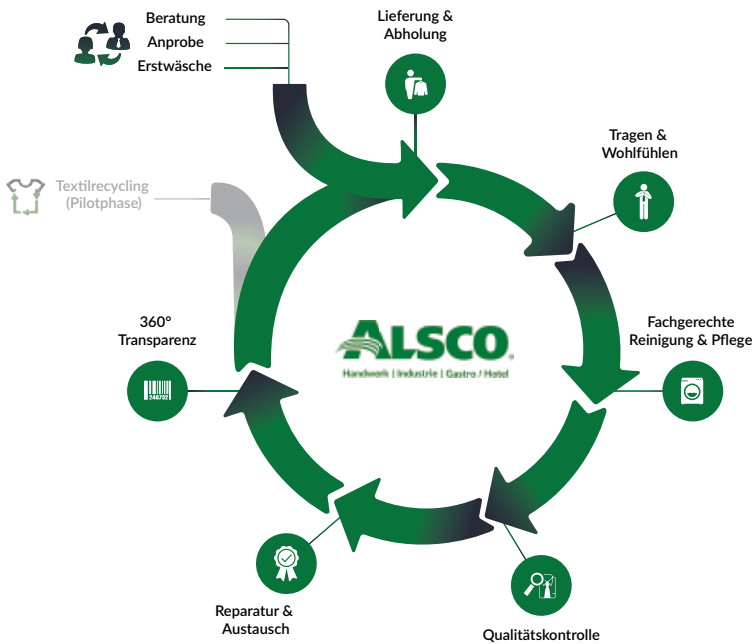 Beratung
Anprobe
Erstwäsche
Lieferung &
Abholung
Tragen &
Wohlfühlen
Fachgerechte
Reinigung & Pflege
Qualitätskontrolle
Reparatur &
Austausch
360°
Transparenz
246732
Textilrecycling
(Pilotphase)
ALSCO®
Handwerk | Industrie | Gastro / Hotel